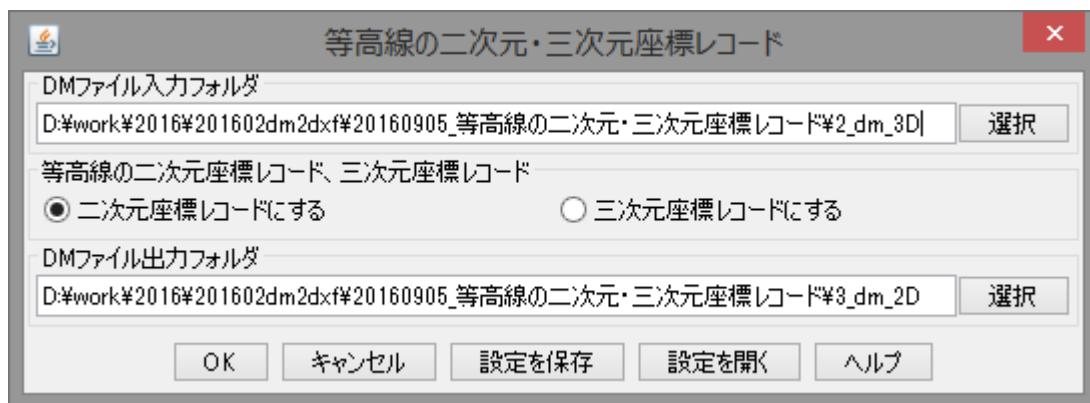 等高線の二次元・三次元座標レコード
DMファイル入力フォルダ
D:¥work¥2016¥201602dm2dxf¥20160905_等高線の二次元・三次元座標レコード¥2_dm_3D 選択
等高線の二次元座標レコード、三次元座標レコード
二次元座標レコードにする 三次元座標レコードにする
DMファイル出力フォルダ
D:¥work¥2016¥201602dm2dxf¥20160905_等高線の二次元・三次元座標レコード¥3_dm_2D 選択
OK キャンセル 設定を保存 設定を開く ヘルプ